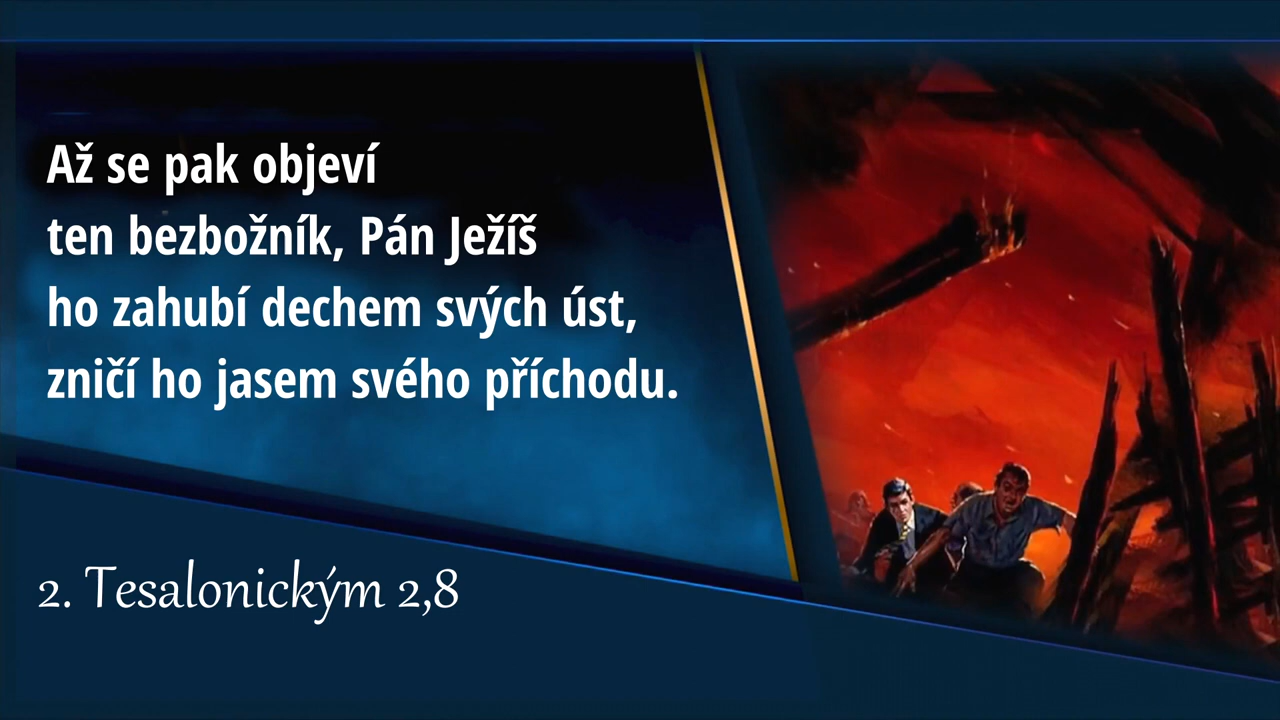 Až se pak objeví
ten bezbožník, Pán Ježíš
ho zahubí dechem svých úst,
zničí ho jasem svého příchodu.
2. Tesalonickým 2,8